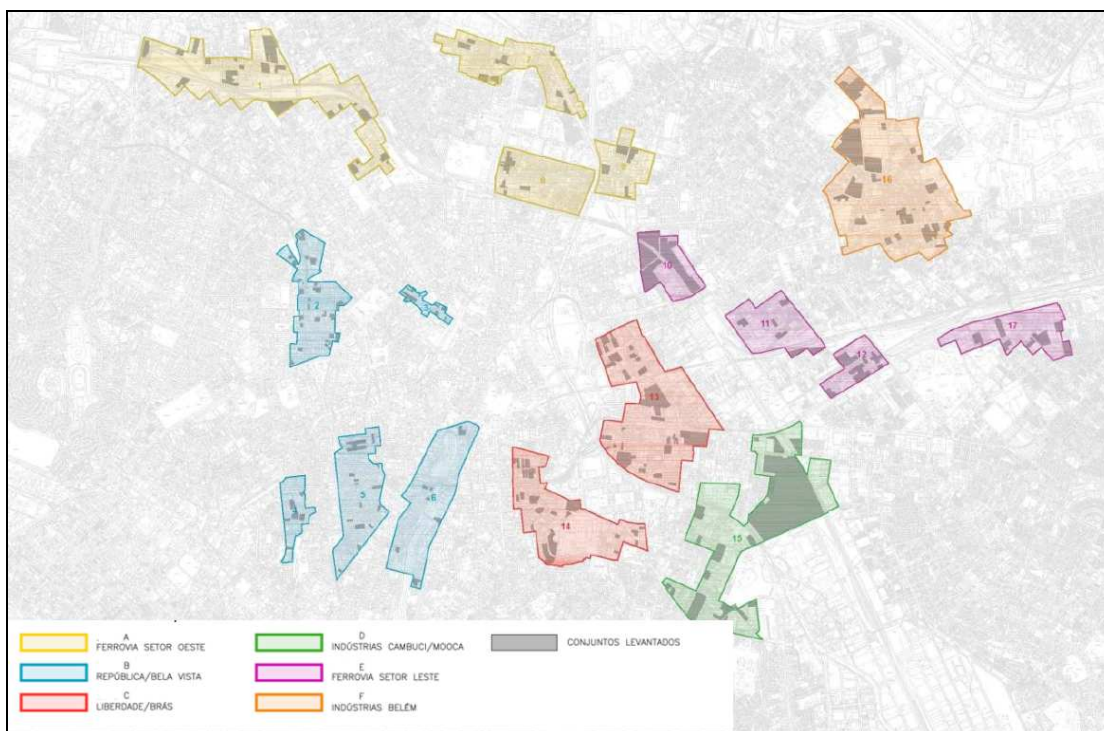 1
16
10
2
11
17
12
13
5
6
14
15
A
FERROVIA SETOR OESTE
B
REPÚBLICA/BELA VISTA
C
LIBERDADE/BRÁS
D
INDÚSTRIAS CAMBUCI/MOOCA
E
FERROVIA SETOR LESTE
F
INDÚSTRIAS BELÉM
CONJUNTOS LEVANTADOS